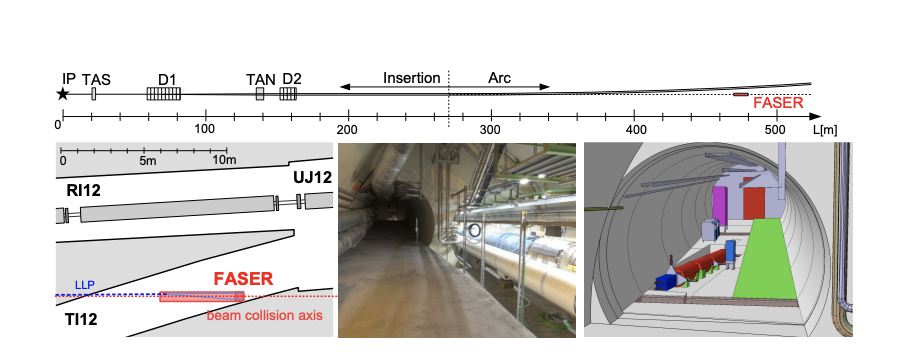 IP TAS D1 TAN D2 Insertion Arc
FASER
0 100 200 300 400 500 L[m]
0 5m 10m
RI12 UJ12
FASER
LLP
TI12 beam collision axis